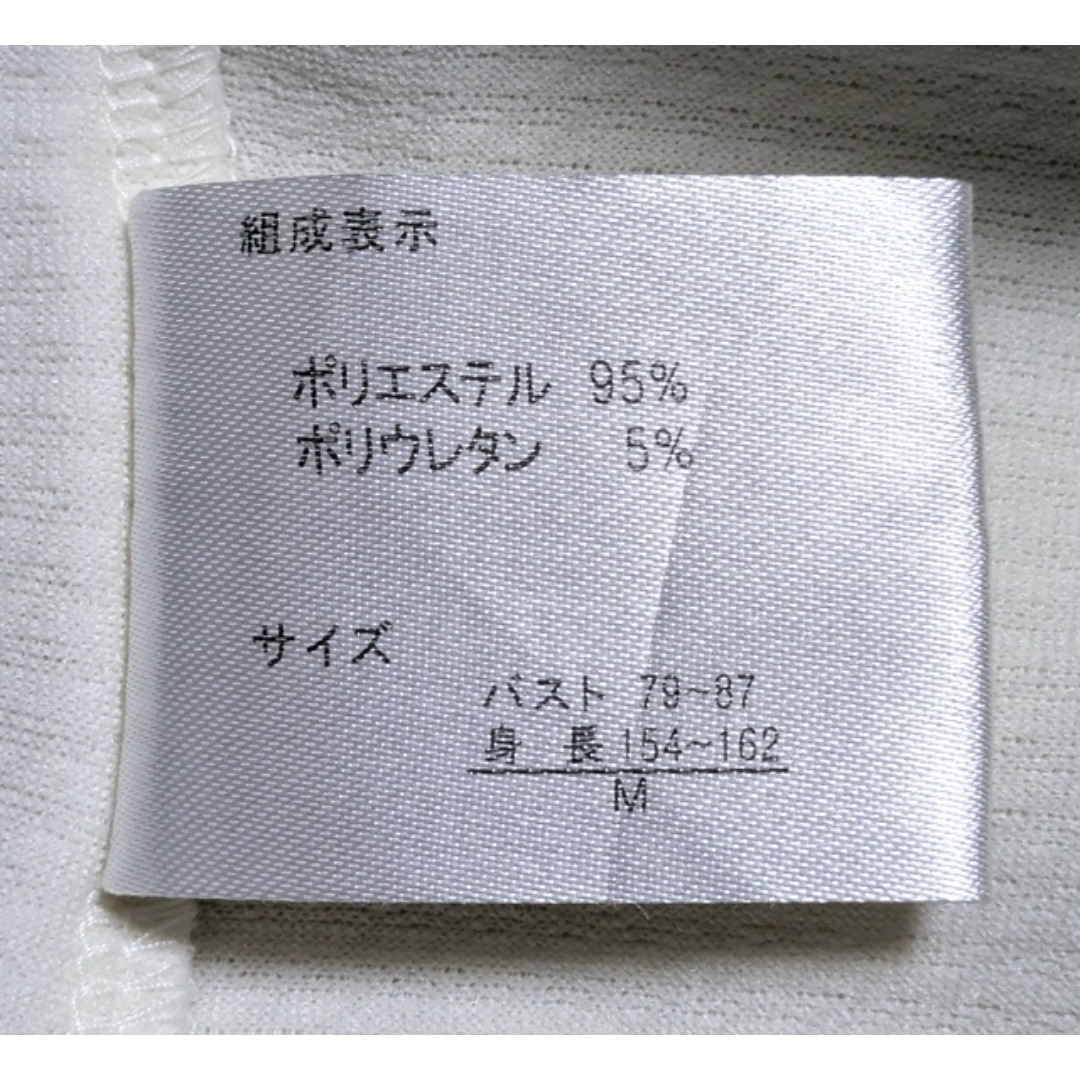 組成表示
ポリエステル 95%
ポリウレタン 5%
サイズ
バスト 79~87
身 長 154~162
M